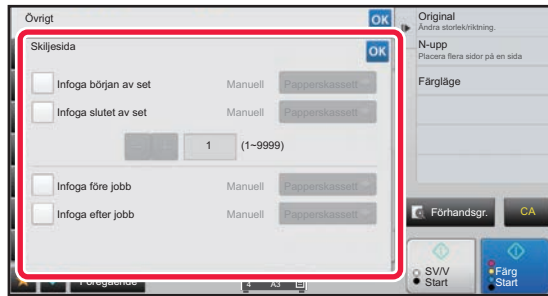 Övrigt
OK
Skiljesida
OK
Infoga början av set
Manuell
Papperskassett
Infoga slutet av set
Manuell
Papperskassett
1
(1~9999)
Infoga före jobb
Manuell
Papperskassett
Infoga efter jobb
Manuell
Papperskassett
Original
Ändra storlek/riktning.
N-upp
Placera flera sidor på en sida
Färgläge
Förhandsgr.
CA
SV/V
Start
Färg
Start
Föregående
4
A3